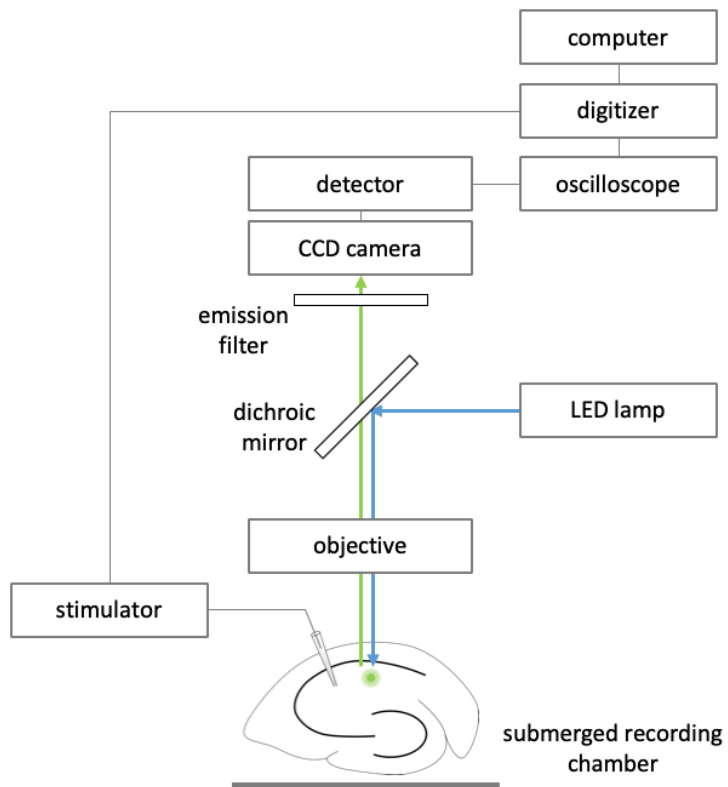 computer
digitizer
detector
oscilloscope
CCD camera
emission
filter
dichroic
mirror
LED lamp
objective
stimulator
submerged recording
chamber